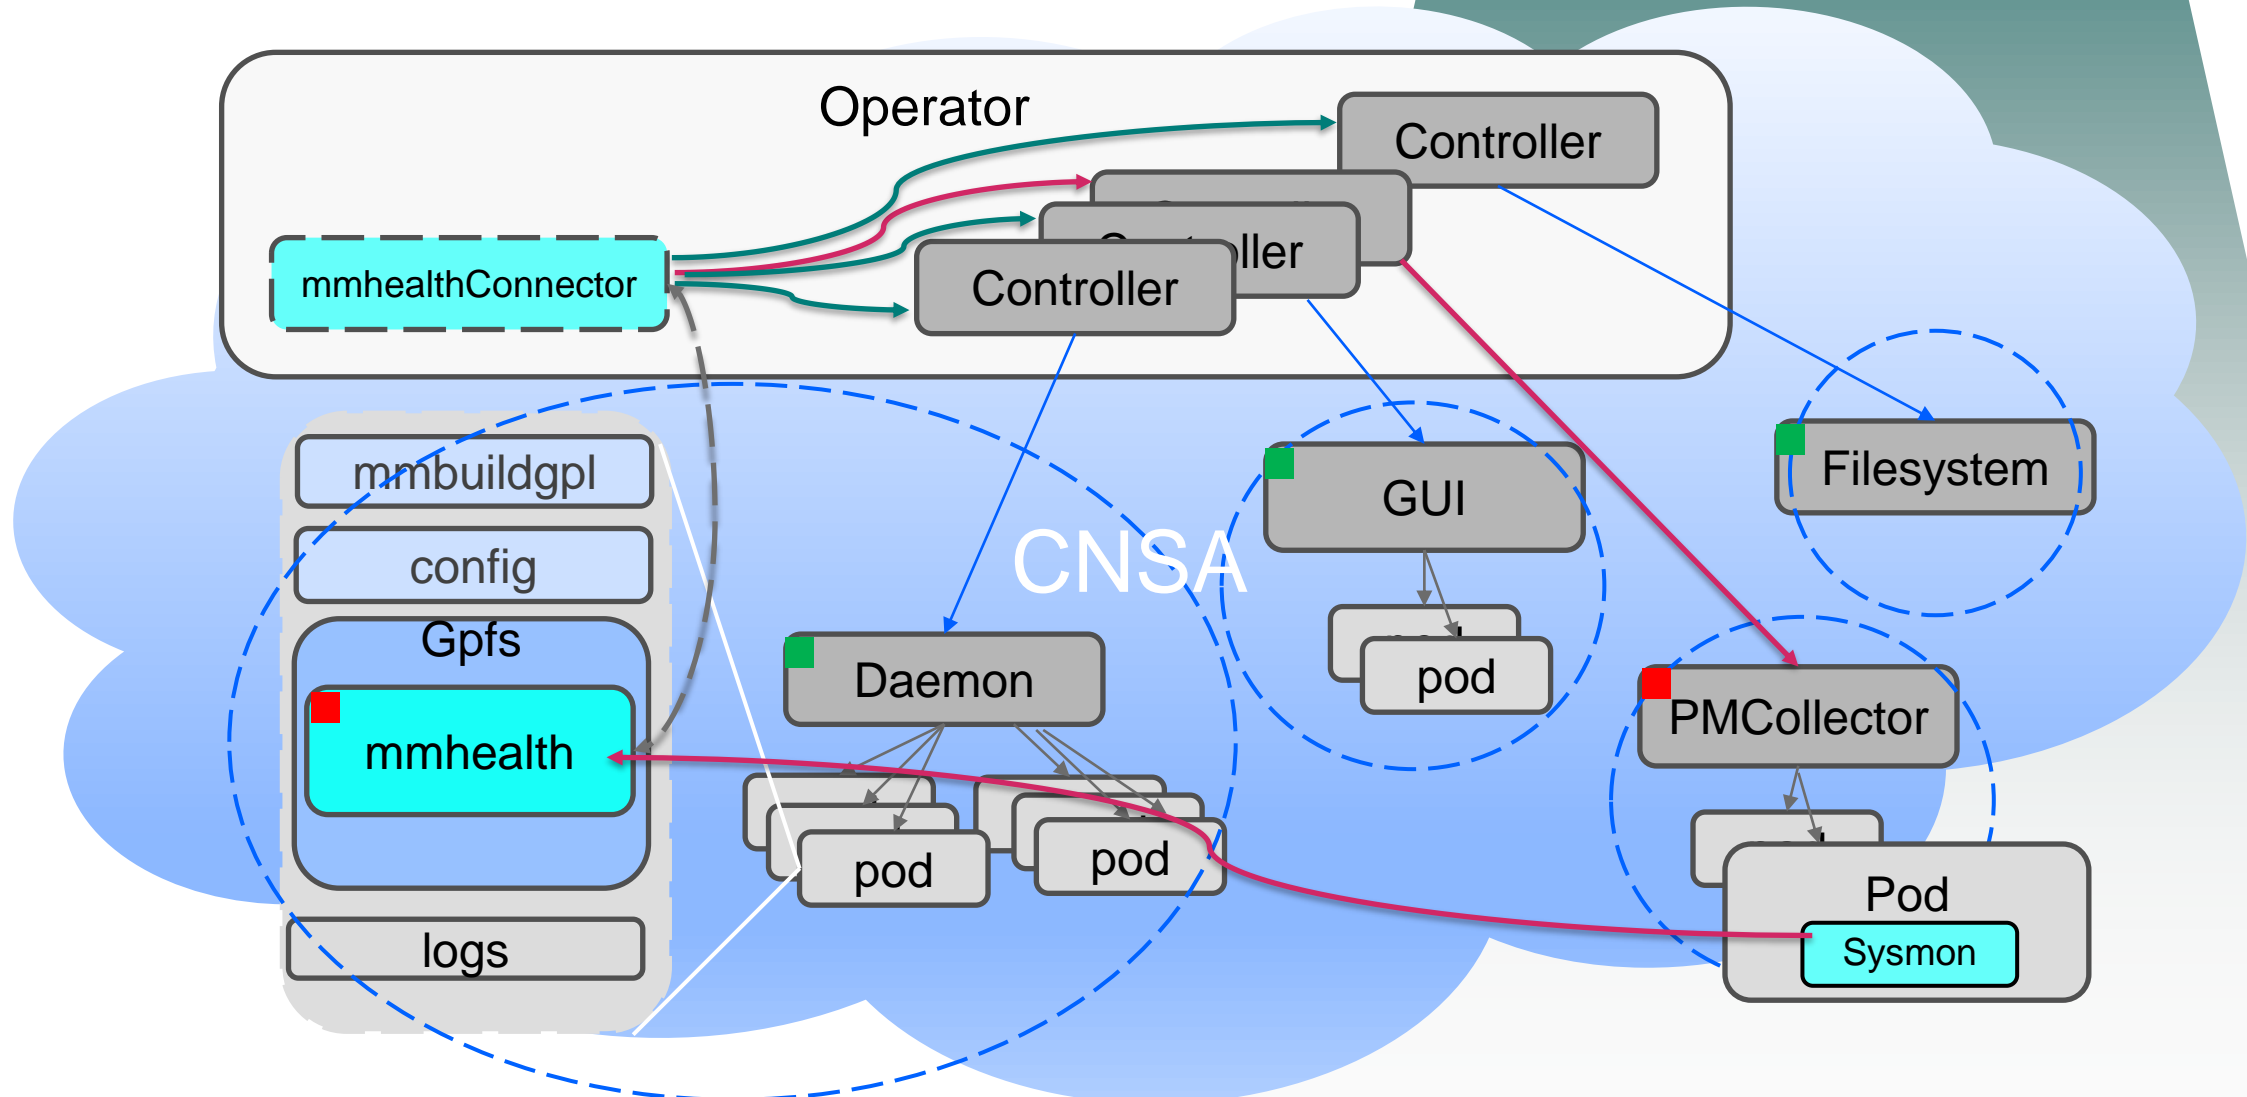 Operator
Controller
Controller
mmhealthConnector
mmbuildgpl
config
Gpfs
mmhealth
logs
CNSA
Daemon
pod
pod
GUI
pod
Filesystem
PMCollector
Pod
Sysmon